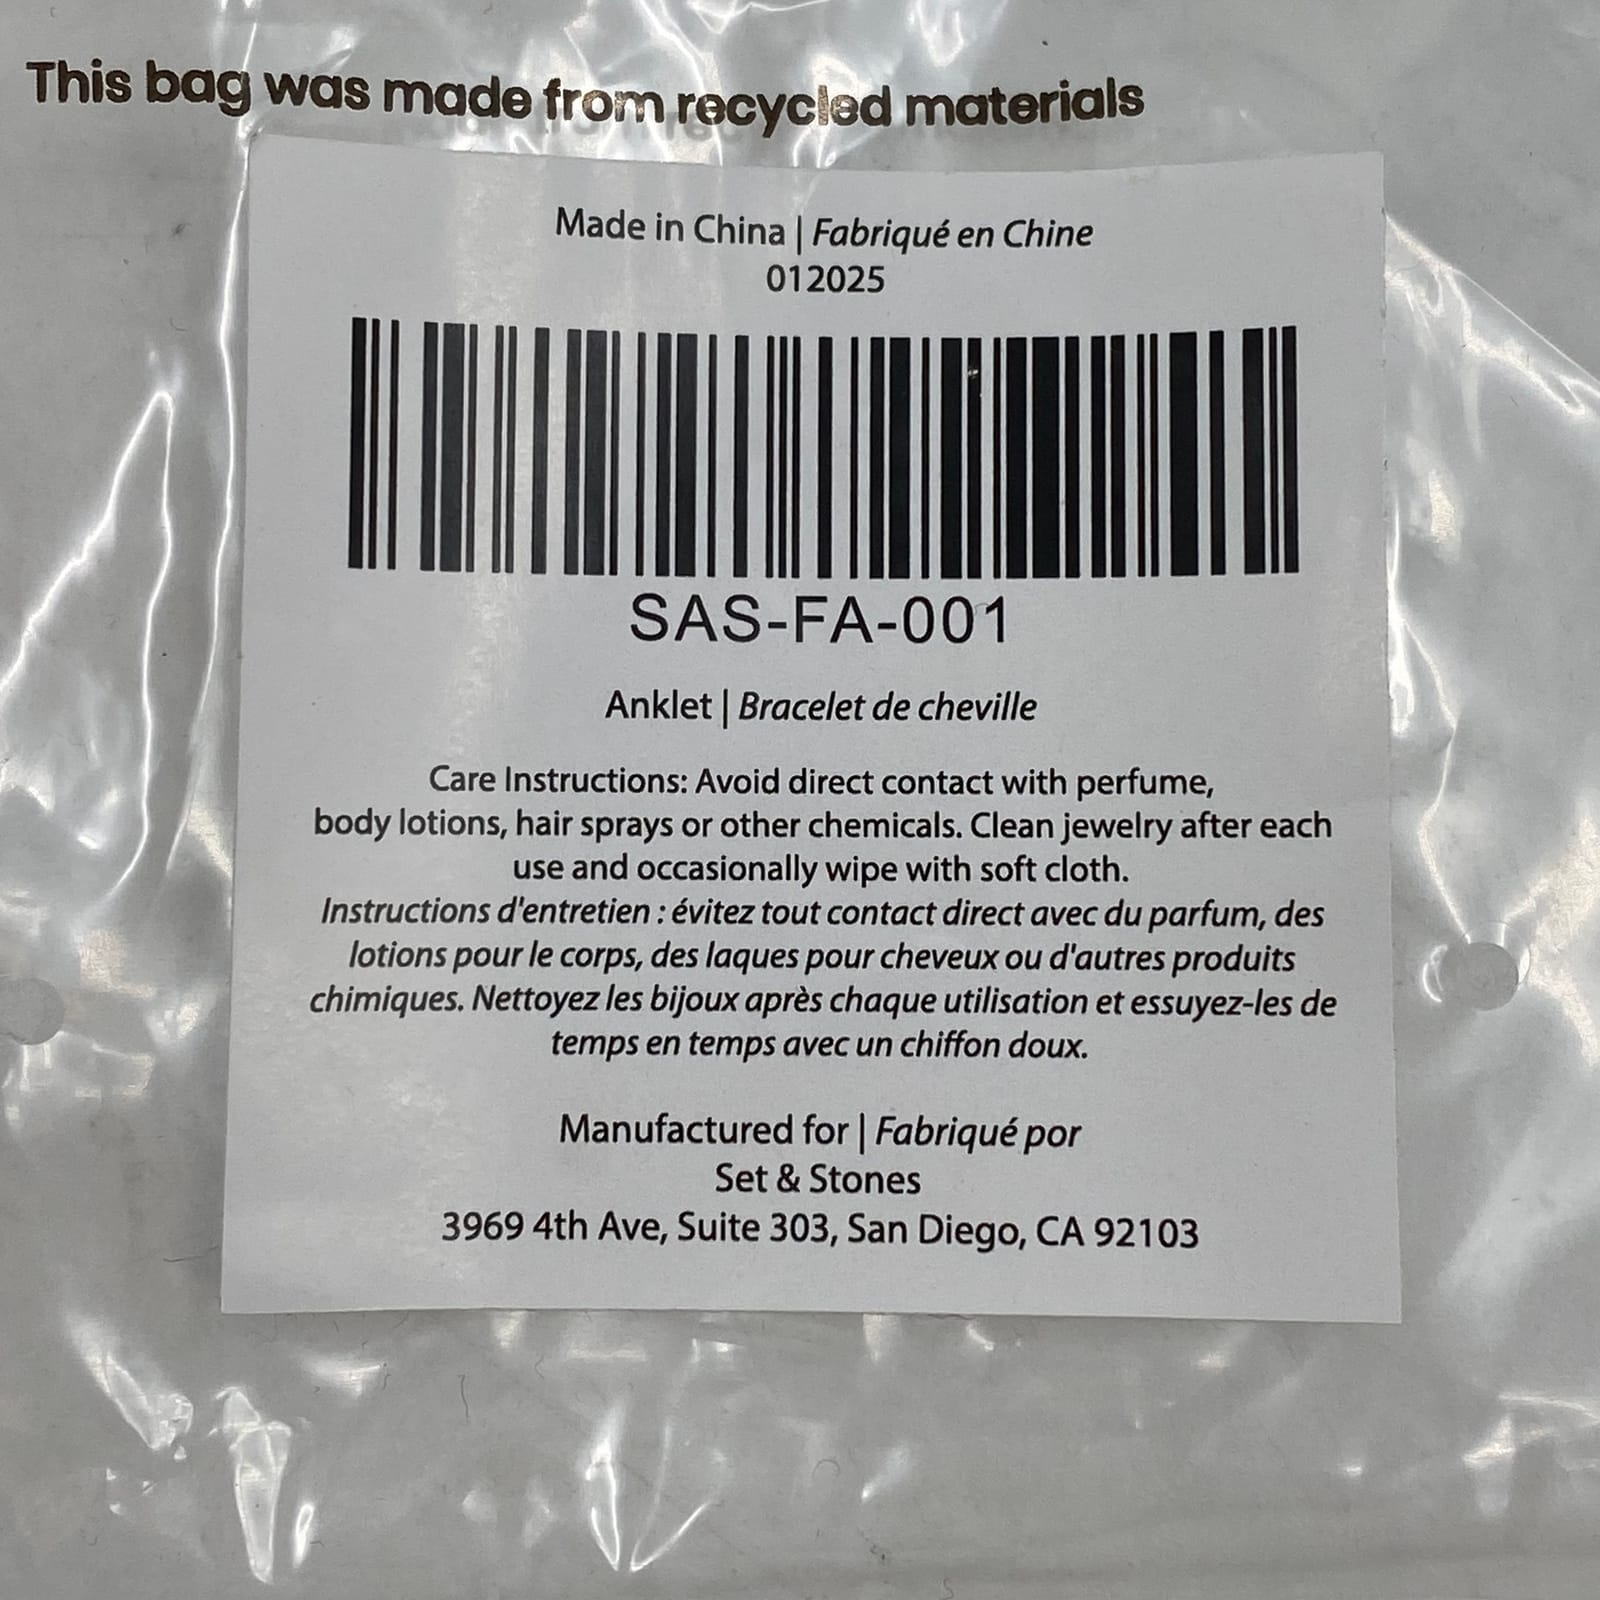 This bag was made from recycled materials
Made in China | Fabriqué en Chine
012025
SAS-FA-001
Anklet | Bracelet de cheville
Care Instructions: Avoid direct contact with perfume,
body lotions, hair sprays or other chemicals. Clean jewelry after each
use and occasionally wipe with soft cloth.
Instructions d'entretien : évitez tout contact direct avec du parfum, des
lotions pour le corps, des laques pour cheveux ou d'autres produits
chimiques. Nettoyez les bijoux après chaque utilisation et essuyez-les de
temps en temps avec un chiffon doux.
Manufactured for | Fabriqué por
Set & Stones
3969 4th Ave, Suite 303, San Diego, CA 92103